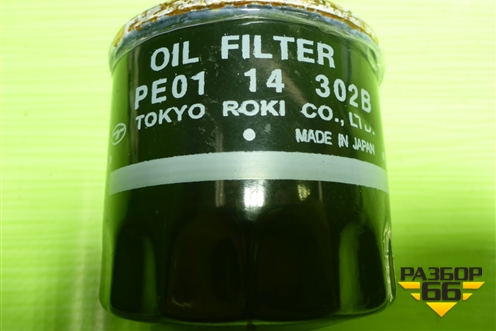 OIL FILTER
PE01 14 302B
TOKYO ROKI CO., LTD.
MADE IN JAPAN
РАЗБОР
66